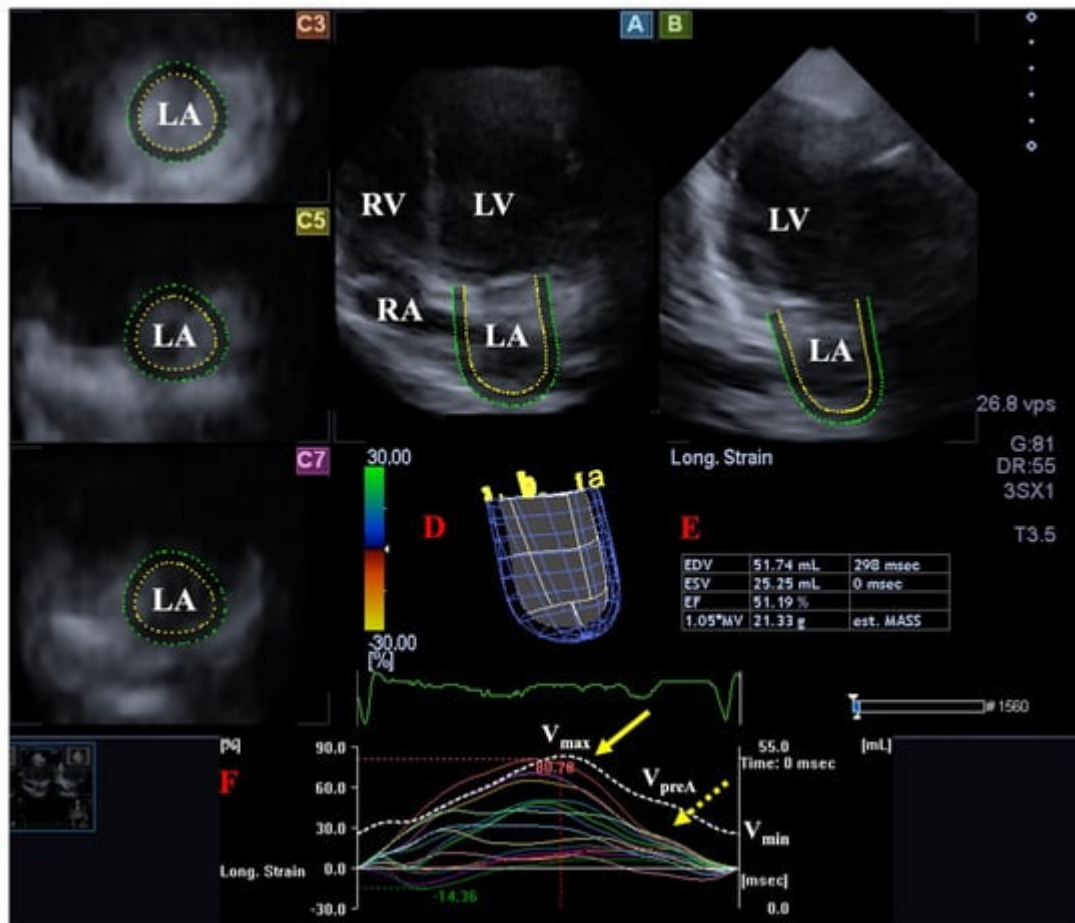 C3
LA
C5
LA
C7
LA
A
RV
LV
RA
LA
B
LV
LA
26.8 vps
G:81
DR:55
3SX1
T3.5
30.00
-30.00
[%]
D
b
a
Long. Strain
E
EDV 51.74 mL 298 msec
ESV 25.25 mL 0 msec
EF 51.19 %
1.05*MV 21.33 g est. MASS
# 1560
F
[%]
90.0
60.0
30.0
0.0
-30.0
Long. Strain
Vmax
80.78
VpreA
Vmin
-14.36
55.0
[mL]
Time: 0 msec
[msec]
0.0